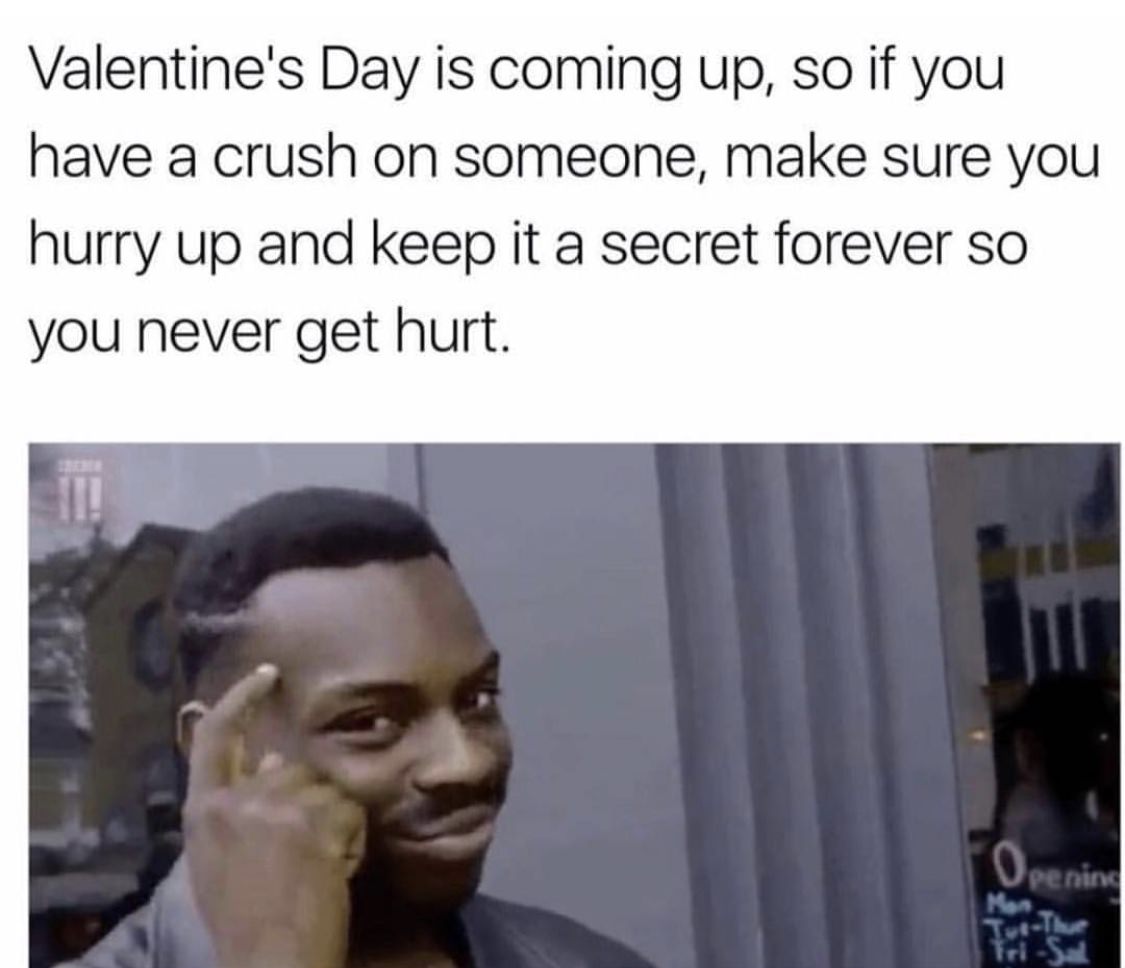 Valentine's Day is coming up, so if you
have a crush on someone, make sure you
hurry up and keep it a secret forever so
you never get hurt.
Opening
Mon
Tue-Thur
Fri-Sat